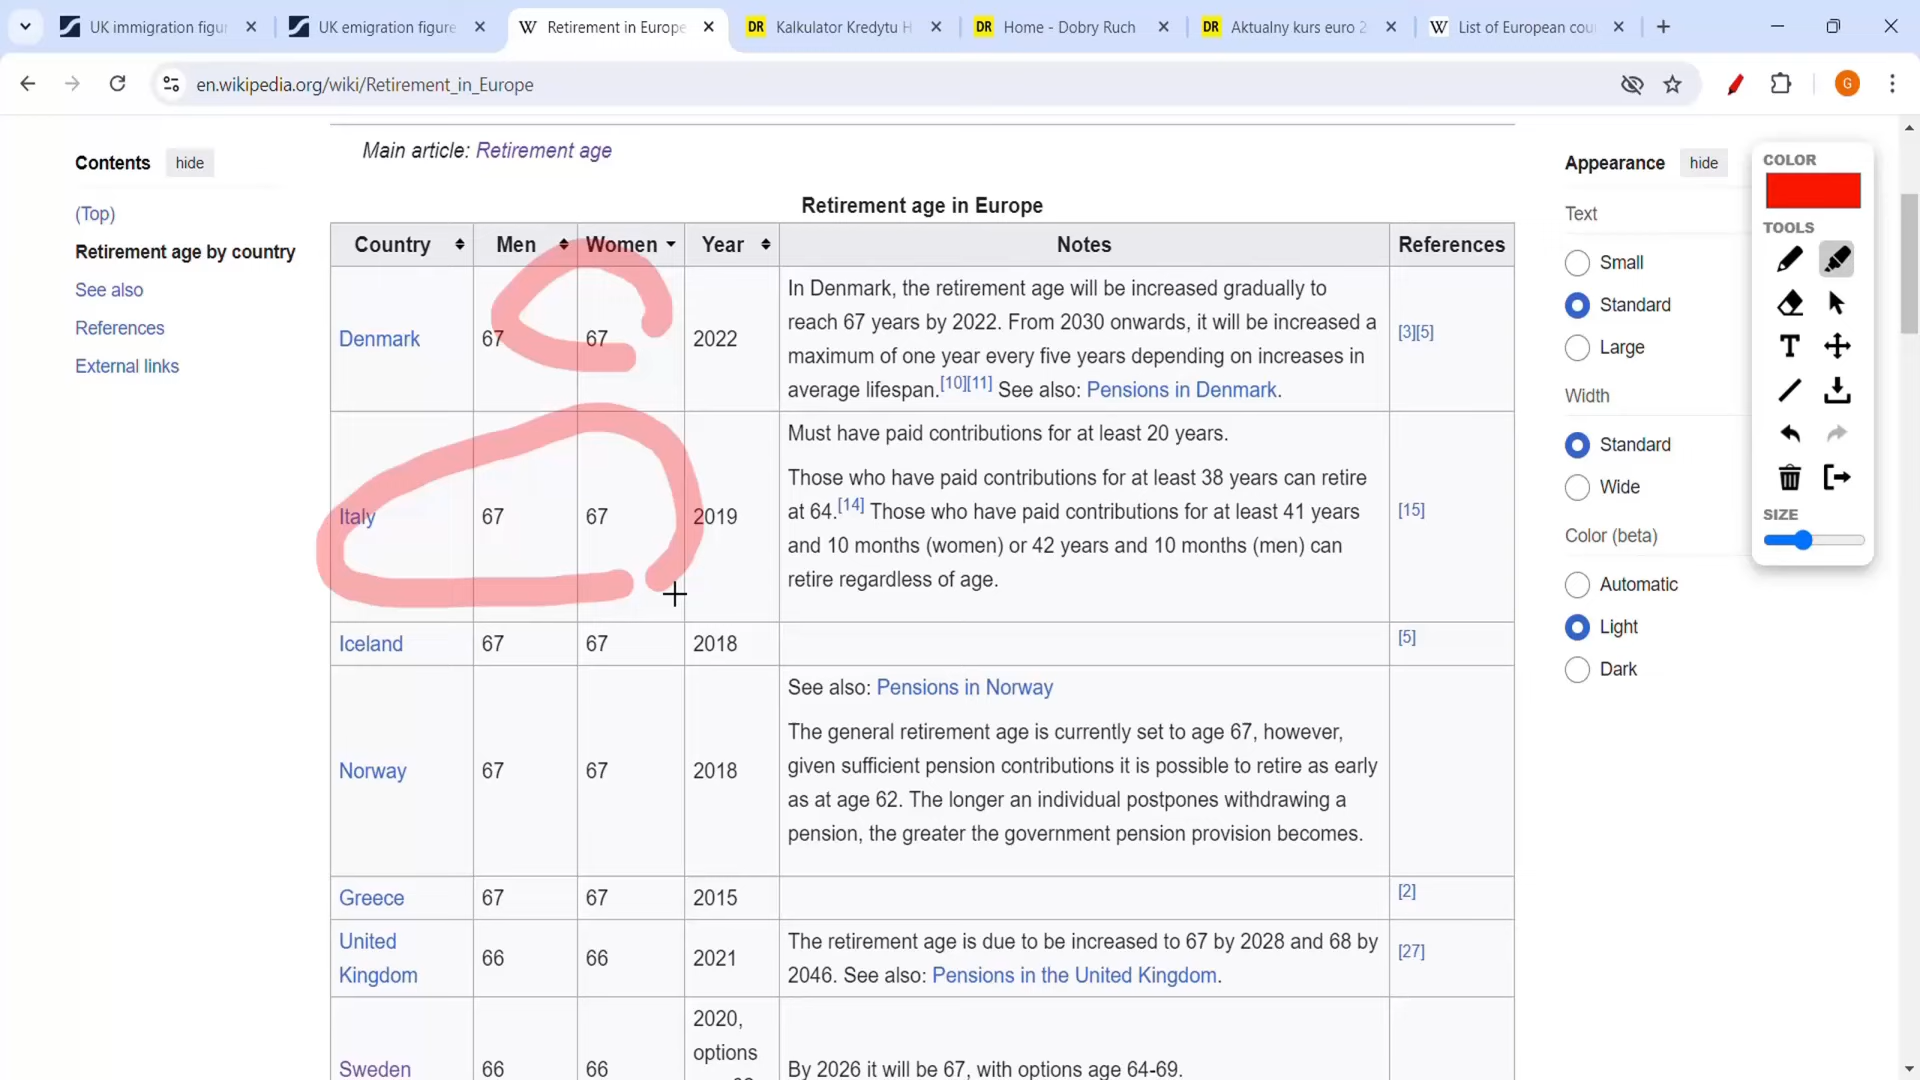 UK immigration figur
UK emigration figure
Retirement in Europe
Kalkulator Kredytu H
Home - Dobry Ruch
Aktualny kurs euro 2
List of European cou
en.wikipedia.org/wiki/Retirement_in_Europe
G
Contents hide
(Top)
Retirement age by country
See also
References
External links
Main article: Retirement age
Retirement age in Europe
Country Men Women Year Notes References
Denmark 67 67 2022
In Denmark, the retirement age will be increased gradually to
reach 67 years by 2022. From 2030 onwards, it will be increased a
maximum of one year every five years depending on increases in
average lifespan.[10][11] See also: Pensions in Denmark.
[3][5]
Italy 67 67 2019
Must have paid contributions for at least 20 years.
Those who have paid contributions for at least 38 years can retire
at 64.[14] Those who have paid contributions for at least 41 years
and 10 months (women) or 42 years and 10 months (men) can
retire regardless of age.
[15]
Iceland 67 67 2018 [5]
Norway 67 67 2018
See also: Pensions in Norway
The general retirement age is currently set to age 67, however,
given sufficient pension contributions it is possible to retire as early
as at age 62. The longer an individual postpones withdrawing a
pension, the greater the government pension provision becomes.
Greece 67 67 2015 [2]
United
Kingdom
66 66 2021
The retirement age is due to be increased to 67 by 2028 and 68 by
2046. See also: Pensions in the United Kingdom.
[27]
Sweden 66 66
2020,
options
By 2026 it will be 67, with options age 64-69.
Appearance hide
Text
Small
Standard
Large
Width
Standard
Wide
Color (beta)
Automatic
Light
Dark
COLOR
TOOLS
SIZE